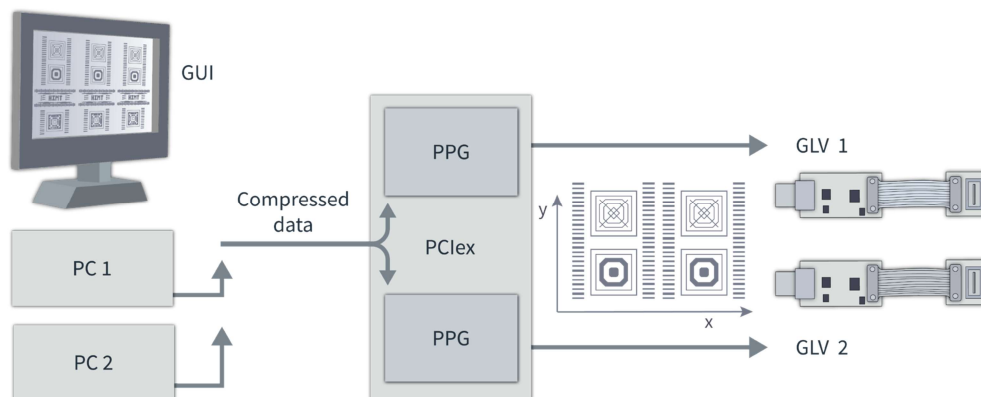 GUI
PPG
GLV 1
Compressed
data
y
PCIex
PC 1
x
PPG
GLV 2
PC 2